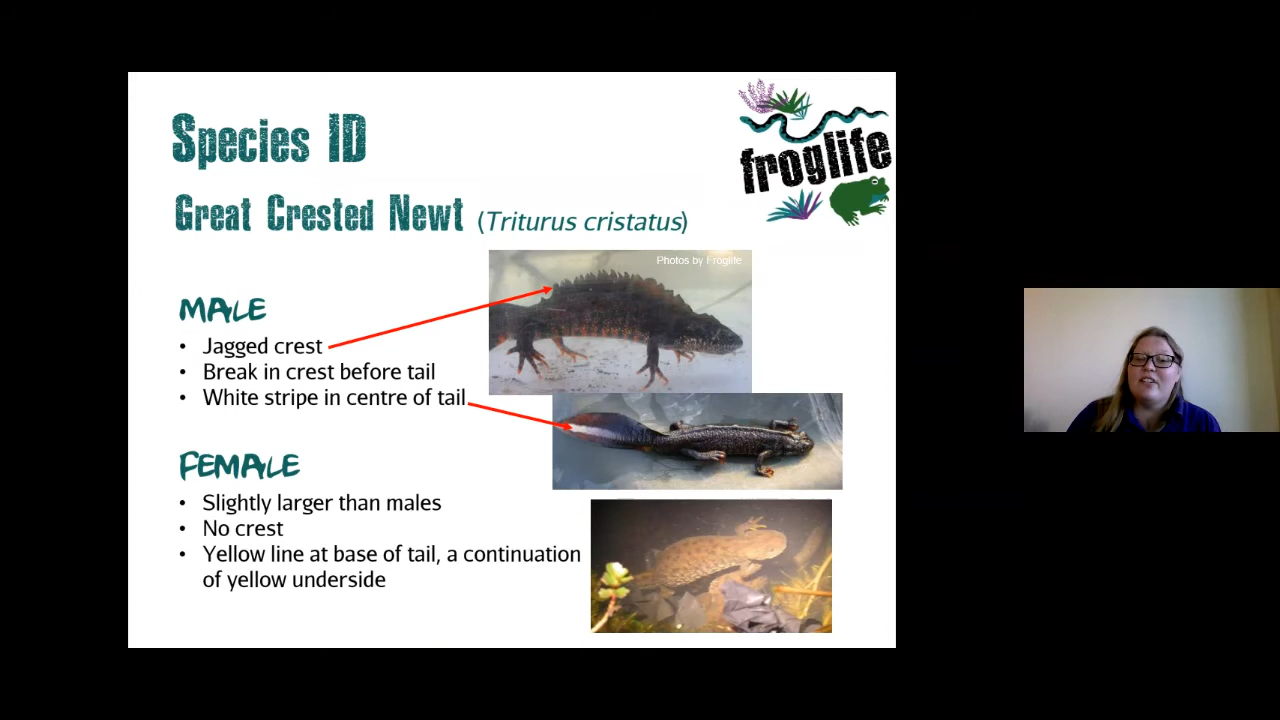 Species ID
froglife
Great Crested Newt (Triturus cristatus)
Photos by Froglife
MALE
• Jagged crest
• Break in crest before tail
• White stripe in centre of tail
FEMALE
• Slightly larger than males
• No crest
• Yellow line at base of tail, a continuation
of yellow underside